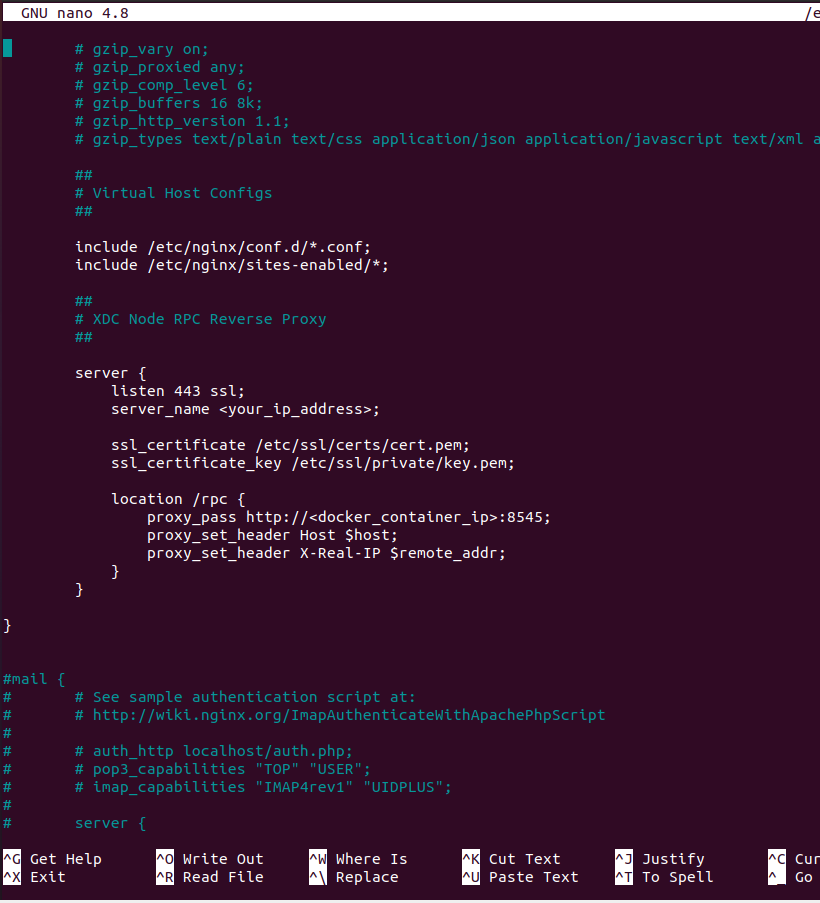 GNU nano 4.8 /e
# gzip_vary on;
# gzip_proxied any;
# gzip_comp_level 6;
# gzip_buffers 16 8k;
# gzip_http_version 1.1;
# gzip_types text/plain text/css application/json application/javascript text/xml a
##
# Virtual Host Configs
##
include /etc/nginx/conf.d/*.conf;
include /etc/nginx/sites-enabled/*;
##
# XDC Node RPC Reverse Proxy
##
server {
listen 443 ssl;
server_name <your_ip_address>;
ssl_certificate /etc/ssl/certs/cert.pem;
ssl_certificate_key /etc/ssl/private/key.pem;
location /rpc {
proxy_pass http://<docker_container_ip>:8545;
proxy_set_header Host $host;
proxy_set_header X-Real-IP $remote_addr;
}
}
}
#mail {
# # See sample authentication script at:
# # http://wiki.nginx.org/ImapAuthenticateWithApachePhpScript
#
# # auth_http localhost/auth.php;
# # pop3_capabilities "TOP" "USER";
# # imap_capabilities "IMAP4rev1" "UIDPLUS";
#
# server {
^G Get Help ^O Write Out ^W Where Is ^K Cut Text ^J Justify ^C Cur
^X Exit ^R Read File ^\ Replace ^U Paste Text ^T To Spell ^_ Go